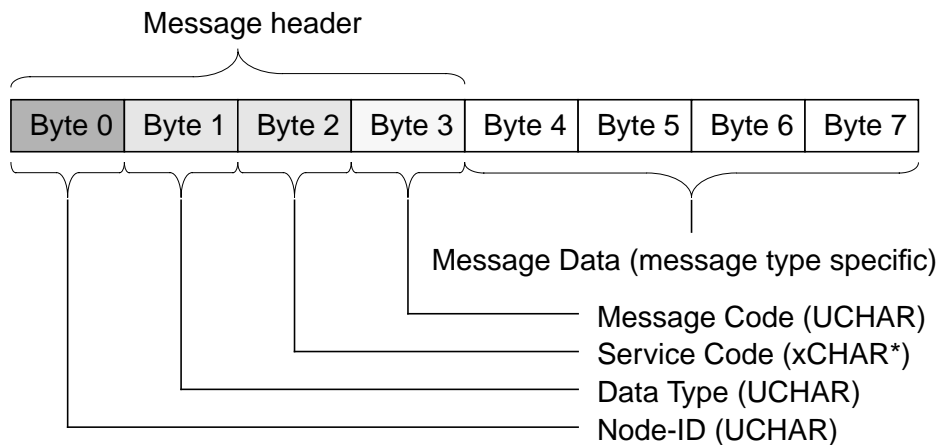 Message header
Byte 0 Byte 1 Byte 2 Byte 3 Byte 4 Byte 5 Byte 6 Byte 7
Message Data (message type specific)
Message Code (UCHAR)
Service Code (xCHAR*)
Data Type (UCHAR)
Node-ID (UCHAR)